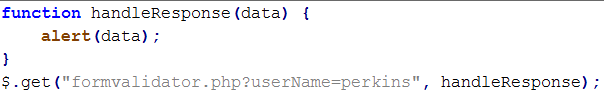 function handleResponse(data) {
    alert(data);
}
$.get("formvalidator.php?userName=perkins", handleResponse);